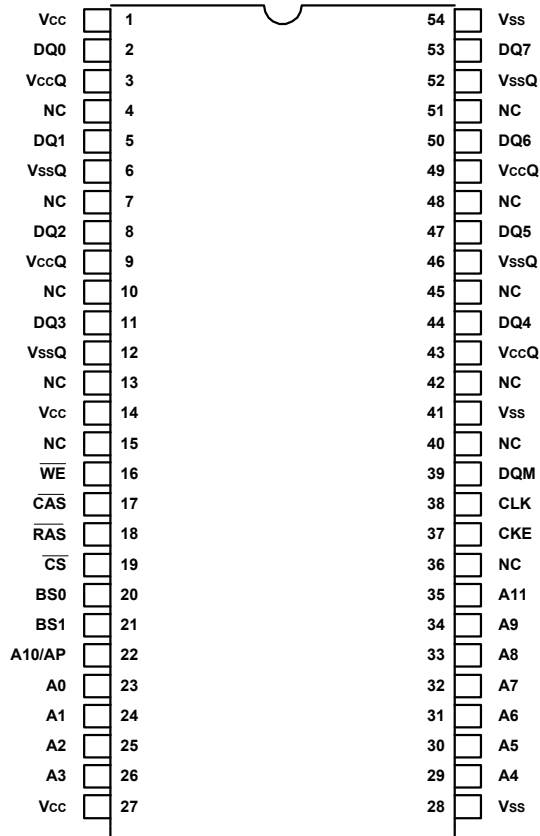 Vcc 1 54 Vss
DQ0 2 53 DQ7
VccQ 3 52 VssQ
NC 4 51 NC
DQ1 5 50 DQ6
VssQ 6 49 VccQ
NC 7 48 NC
DQ2 8 47 DQ5
VccQ 9 46 VssQ
NC 10 45 NC
DQ3 11 44 DQ4
VssQ 12 43 VccQ
NC 13 42 NC
Vcc 14 41 Vss
NC 15 40 NC
W̅E̅ 16 39 DQM
C̅A̅S̅ 17 38 CLK
R̅A̅S̅ 18 37 CKE
C̅S̅ 19 36 NC
BS0 20 35 A11
BS1 21 34 A9
A10/AP 22 33 A8
A0 23 32 A7
A1 24 31 A6
A2 25 30 A5
A3 26 29 A4
Vcc 27 28 Vss